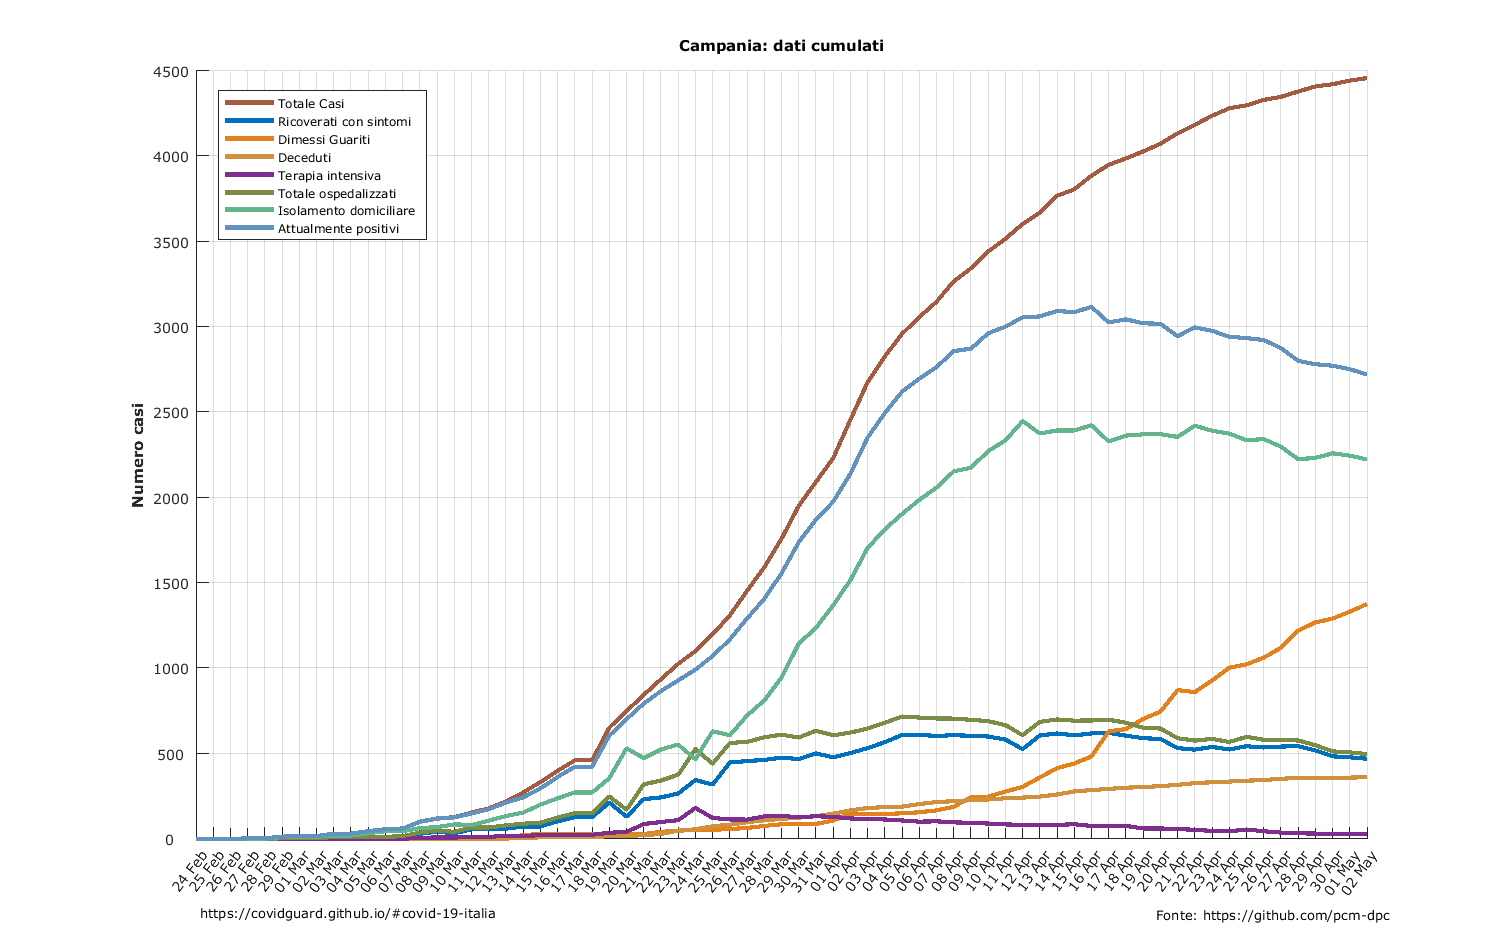 Campania: dati cumulati
4500
4000
3500
3000
2500
2000
1500
1000
500
0
Numero casi
Totale Casi
Ricoverati con sintomi
Dimessi Guariti
Deceduti
Terapia intensiva
Totale ospedalizzati
Isolamento domiciliare
Attualmente positivi
24 Feb
25 Feb
26 Feb
27 Feb
28 Feb
29 Feb
01 Mar
02 Mar
03 Mar
04 Mar
05 Mar
06 Mar
07 Mar
08 Mar
09 Mar
10 Mar
11 Mar
12 Mar
13 Mar
14 Mar
15 Mar
16 Mar
17 Mar
18 Mar
19 Mar
20 Mar
21 Mar
22 Mar
23 Mar
24 Mar
25 Mar
26 Mar
27 Mar
28 Mar
29 Mar
30 Mar
31 Mar
01 Apr
02 Apr
03 Apr
04 Apr
05 Apr
06 Apr
07 Apr
08 Apr
09 Apr
10 Apr
11 Apr
12 Apr
13 Apr
14 Apr
15 Apr
16 Apr
17 Apr
18 Apr
19 Apr
20 Apr
21 Apr
22 Apr
23 Apr
24 Apr
25 Apr
26 Apr
27 Apr
28 Apr
29 Apr
30 Apr
01 May
02 May
https://covidguard.github.io/#covid-19-italia
Fonte: https://github.com/pcm-dpc